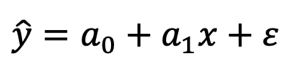 ŷ = a₀ + a₁x + ε